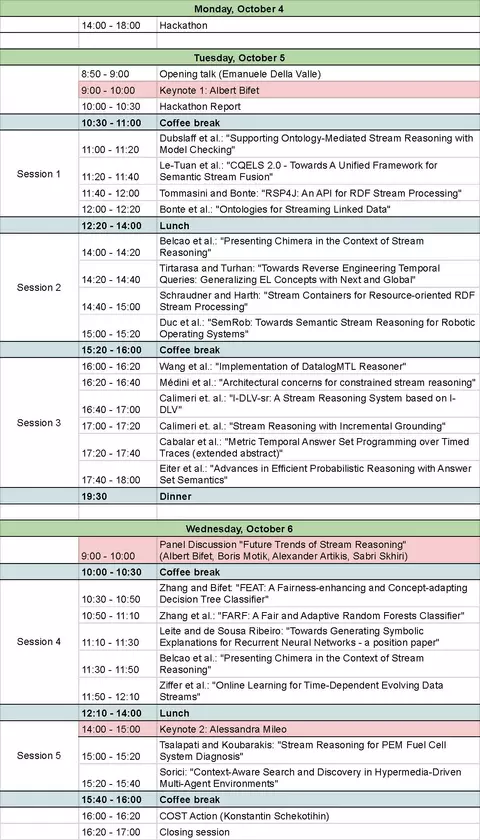 Monday, October 4
14:00 - 18:00 Hackathon
Tuesday, October 5
8:50 - 9:00 Opening talk (Emanuele Della Valle)
9:00 - 10:00 Keynote 1: Albert Bifet
10:00 - 10:30 Hackathon Report
10:30 - 11:00 Coffee break
Session 1
Dubslaff et al.: "Supporting Ontology-Mediated Stream Reasoning with
11:00 - 11:20 Model Checking"
Le-Tuan et al.: "CQELS 2.0 - Towards A Unified Framework for
11:20 - 11:40 Semantic Stream Fusion"
11:40 - 12:00 Tommasini and Bonte: "RSP4J: An API for RDF Stream Processing"
12:00 - 12:20 Bonte et al.: "Ontologies for Streaming Linked Data"
12:20 - 14:00 Lunch
Session 2
Belcao et al.: "Presenting Chimera in the Context of Stream
14:00 - 14:20 Reasoning"
Tirtarasa and Turhan: "Towards Reverse Engineering Temporal
14:20 - 14:40 Queries: Generalizing EL Concepts with Next and Global"
Schraudner and Harth: "Stream Containers for Resource-oriented RDF
14:40 - 15:00 Stream Processing"
Duc et al.: "SemRob: Towards Semantic Stream Reasoning for Robotic
15:00 - 15:20 Operating Systems"
15:20 - 16:00 Coffee break
Session 3
16:00 - 16:20 Wang et al.: "Implementation of DatalogMTL Reasoner"
16:20 - 16:40 Médini et al.: "Architectural concerns for constrained stream reasoning"
Calimeri et. al.: "I-DLV-sr: A Stream Reasoning System based on I-
16:40 - 17:00 DLV"
17:00 - 17:20 Calimeri et. al.: "Stream Reasoning with Incremental Grounding"
Cabalar et al.: "Metric Temporal Answer Set Programming over Timed
17:20 - 17:40 Traces (extended abstract)"
Eiter et al.: "Advances in Efficient Probabilistic Reasoning with Answer
17:40 - 18:00 Set Semantics"
19:30 Dinner
Wednesday, October 6
Panel Discussion "Future Trends of Stream Reasoning"
9:00 - 10:00 (Albert Bifet, Boris Motik, Alexander Artikis, Sabri Skhiri)
10:00 - 10:30 Coffee break
Session 4
Zhang and Bifet: "FEAT: A Fairness-enhancing and Concept-adapting
10:30 - 10:50 Decision Tree Classifier"
10:50 - 11:10 Zhang et al.: "FARF: A Fair and Adaptive Random Forests Classifier"
Leite and de Sousa Ribeiro: "Towards Generating Symbolic
11:10 - 11:30 Explanations for Recurrent Neural Networks - a position paper"
Belcao et al.: "Presenting Chimera in the Context of Stream
11:30 - 11:50 Reasoning"
Ziffer et al.: "Online Learning for Time-Dependent Evolving Data
11:50 - 12:10 Streams"
12:10 - 14:00 Lunch
Session 5
14:00 - 15:00 Keynote 2: Alessandra Mileo
Tsalapati and Koubarakis: "Stream Reasoning for PEM Fuel Cell
15:00 - 15:20 System Diagnosis"
Sorici: "Context-Aware Search and Discovery in Hypermedia-Driven
15:20 - 15:40 Multi-Agent Environments"
15:40 - 16:00 Coffee break
16:00 - 16:20 COST Action (Konstantin Schekotihin)
16:20 - 17:00 Closing session